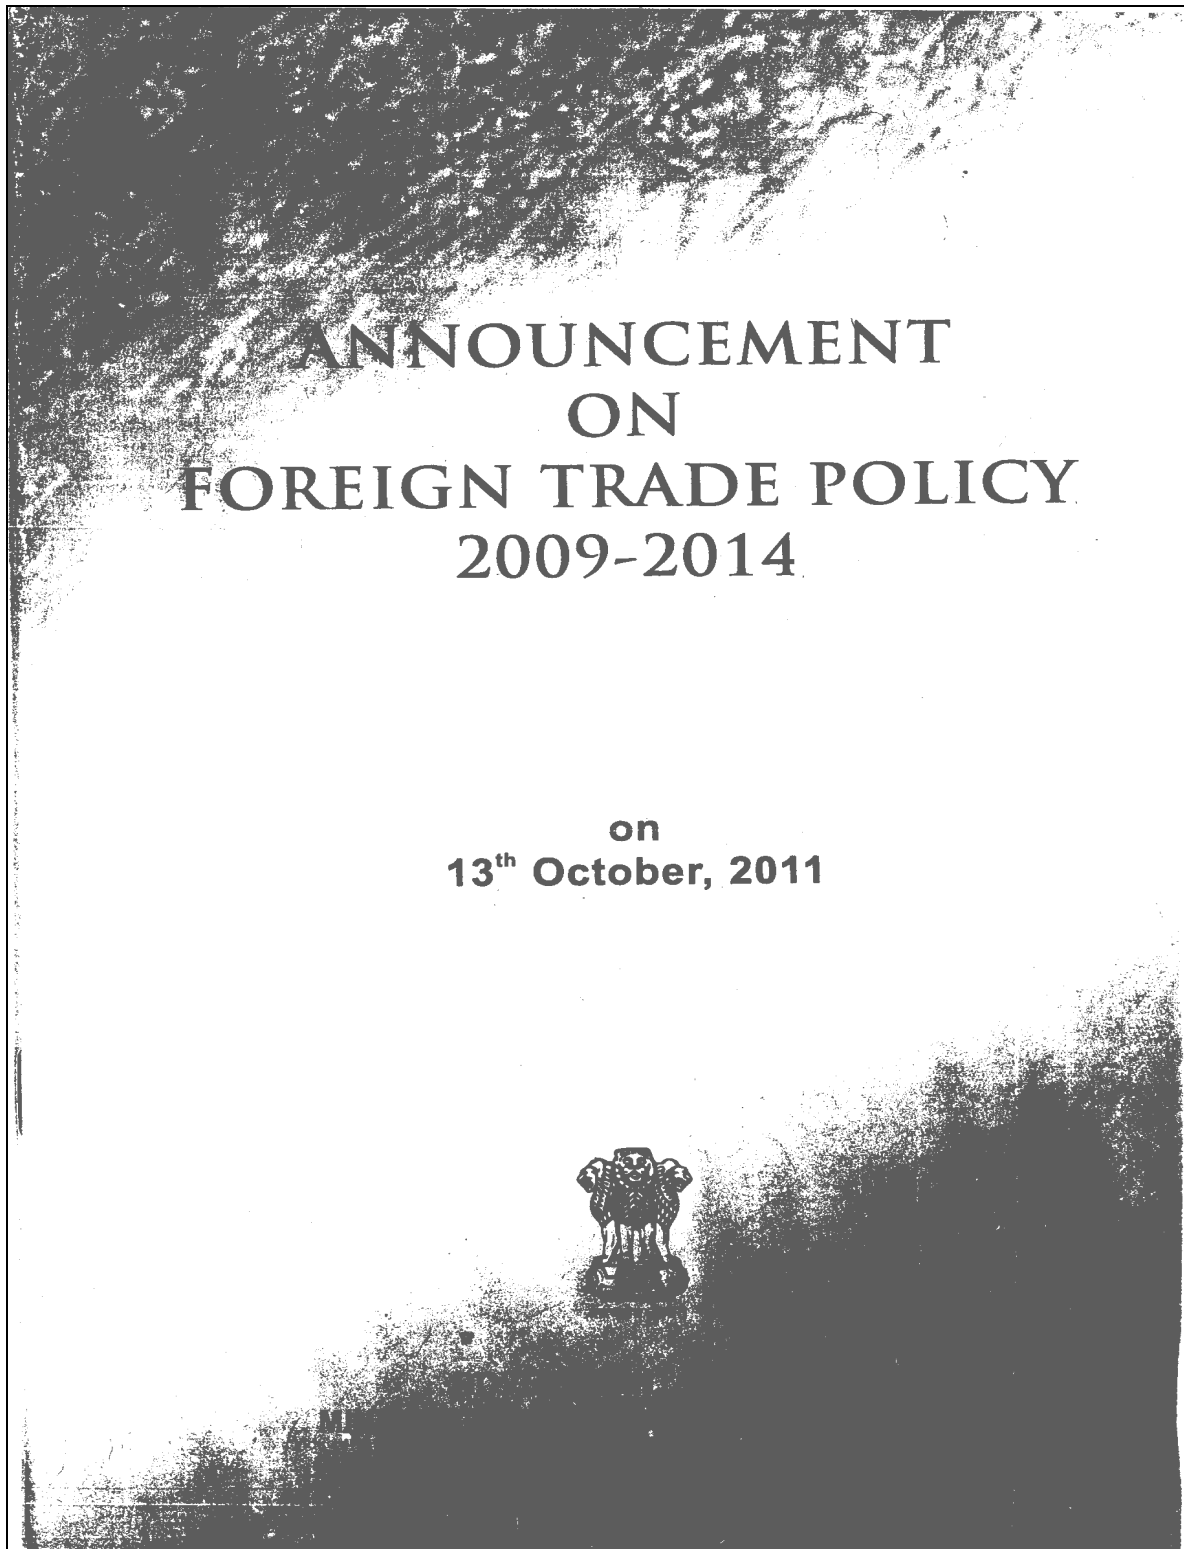 ANNOUNCEMENT
ON
FOREIGN TRADE POLICY
2009-2014
on
13th October, 2011